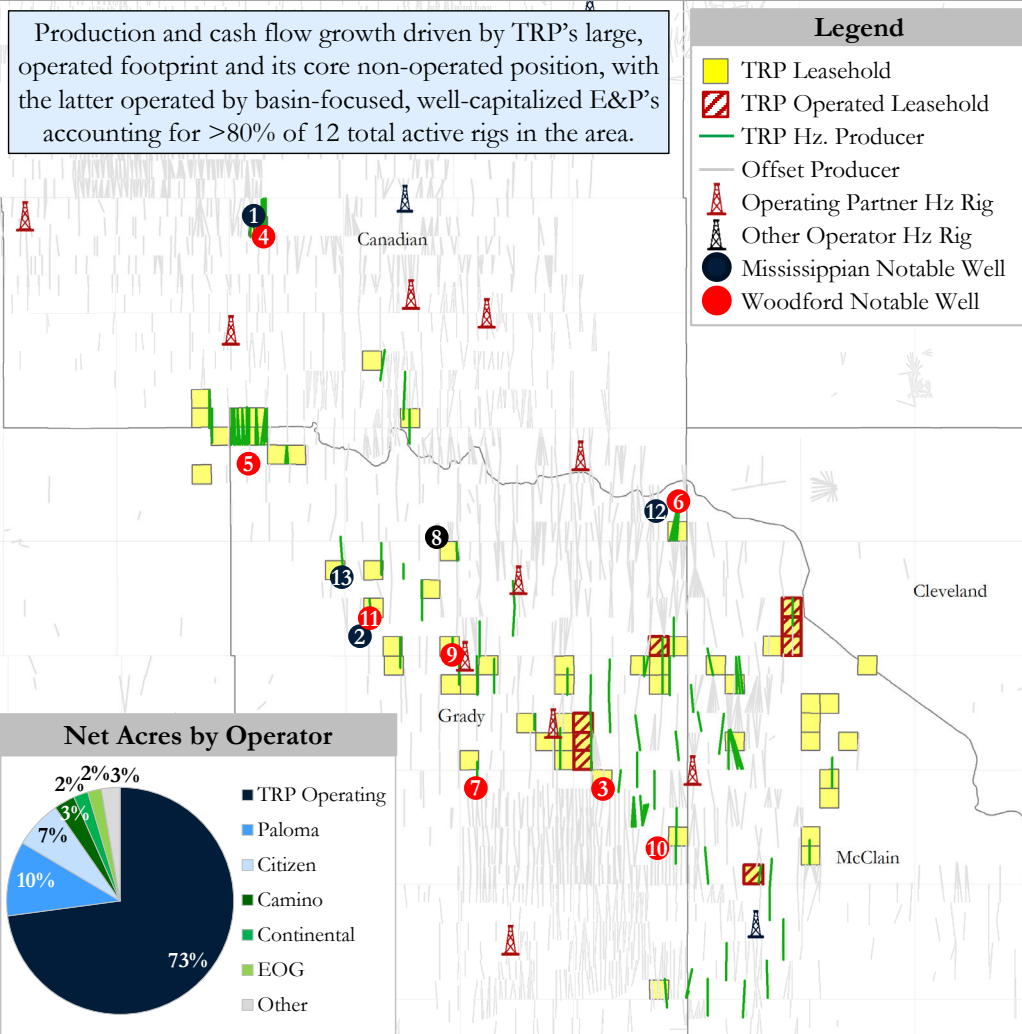 Production and cash flow growth driven by TRP's large,
operated footprint and its core non-operated position, with
the latter operated by basin-focused, well-capitalized E&P's
accounting for >80% of 12 total active rigs in the area.
Legend
TRP Leasehold
TRP Operated Leasehold
TRP Hz. Producer
Offset Producer
Operating Partner Hz Rig
Other Operator Hz Rig
Mississippian Notable Well
Woodford Notable Well
1
4
Canadian
5
6
12
8
13
11
2
9
Cleveland
Grady
7
3
10
McClain
Net Acres by Operator
2%
2%
3%
3%
7%
10%
73%
TRP Operating
Paloma
Citizen
Camino
Continental
EOG
Other